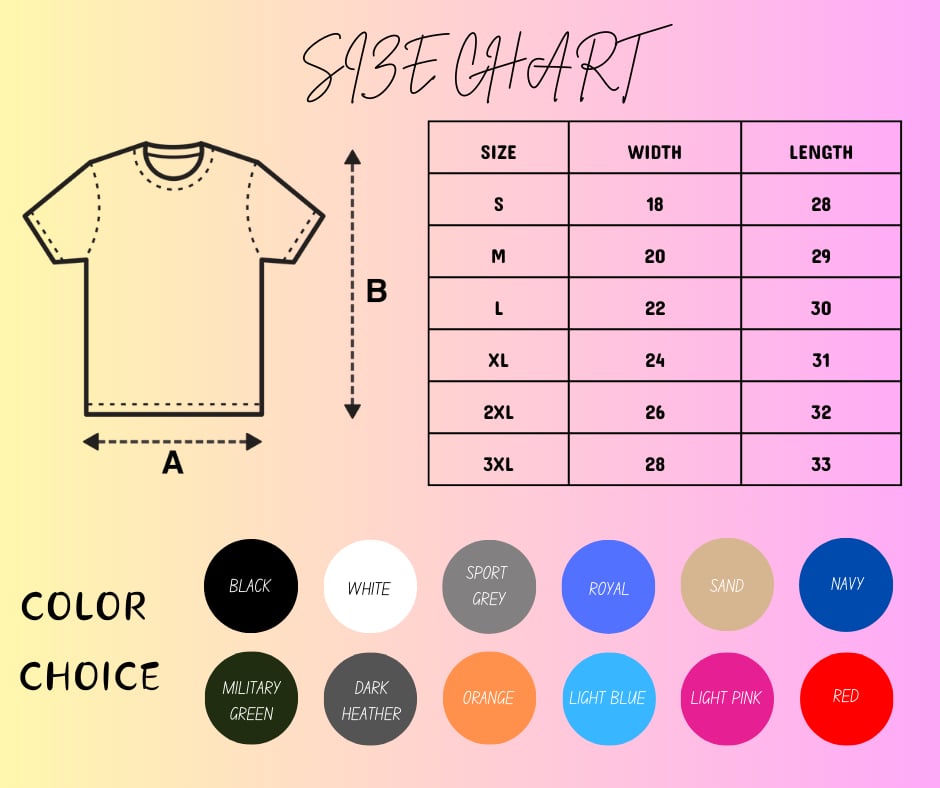 SIZE CHART
SIZE WIDTH LENGTH
S 18 28
M 20 29
L 22 30
XL 24 31
2XL 26 32
3XL 28 33
B
A
COLOR
CHOICE
BLACK
WHITE
SPORT
GREY
ROYAL
SAND
NAVY
MILITARY
GREEN
DARK
HEATHER
ORANGE
LIGHT BLUE
LIGHT PINK
RED